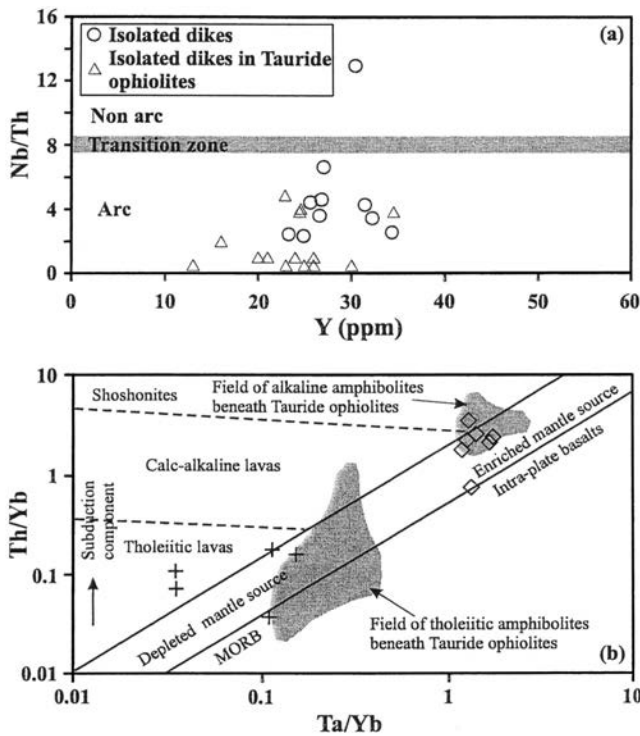 (a)
Isolated dikes
Isolated dikes in Tauride
ophiolites
16
12
8
4
0
Nb/Th
Non arc
Transition zone
Arc
0
10
20
30
40
50
60
Y (ppm)
10
1
0.1
0.01
Th/Yb
Shoshonites
Field of alkaline amphibolites
beneath Tauride ophiolites
Enriched mantle source
Intra-plate basalts
Calc-alkaline lavas
Subduction
component
Tholeiitic lavas
Depleted mantle source
MORB
Field of tholeiitic amphibolites
beneath Tauride ophiolites
(b)
0.01
0.1
1
10
Ta/Yb